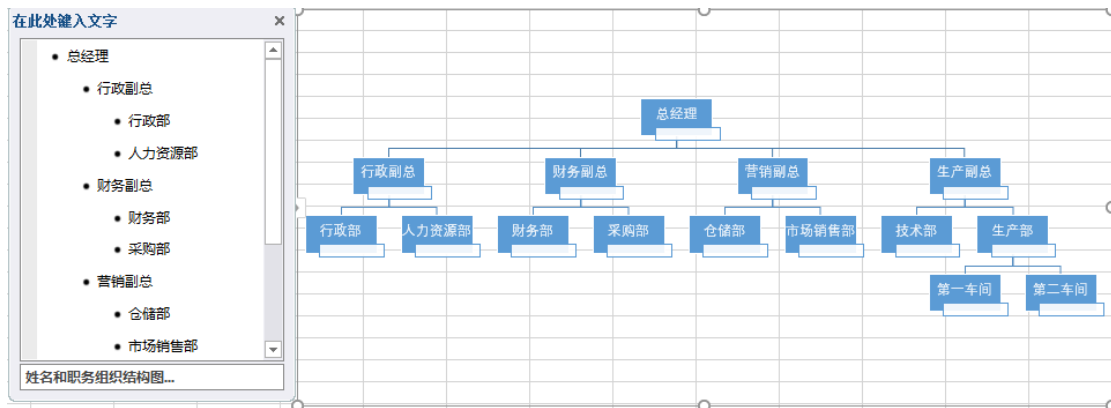 在此处键入文字
总经理
行政副总
行政部
人力资源部
财务副总
财务部
采购部
营销副总
仓储部
市场销售部
姓名和职务组织结构图...
总经理
行政副总 财务副总 营销副总 生产副总
行政部 人力资源部 财务部 采购部 仓储部 市场销售部 技术部 生产部
第一车间 第二车间